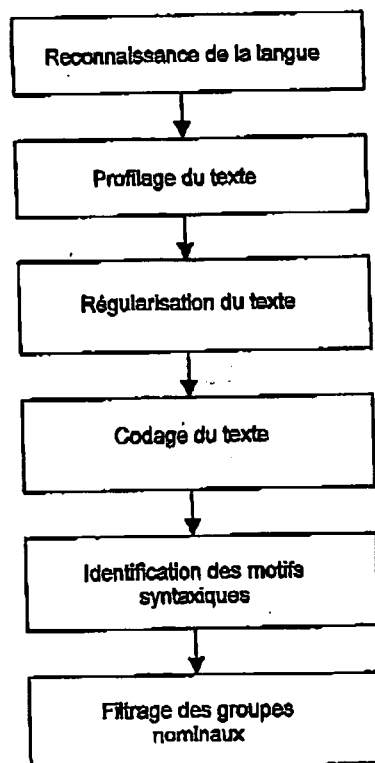 Reconnaissance de la langue
Profilage du texte
Régularisation du texte
Codage du texte
Identification des motifs
syntaxiques
Filtrage des groupes
nominaux